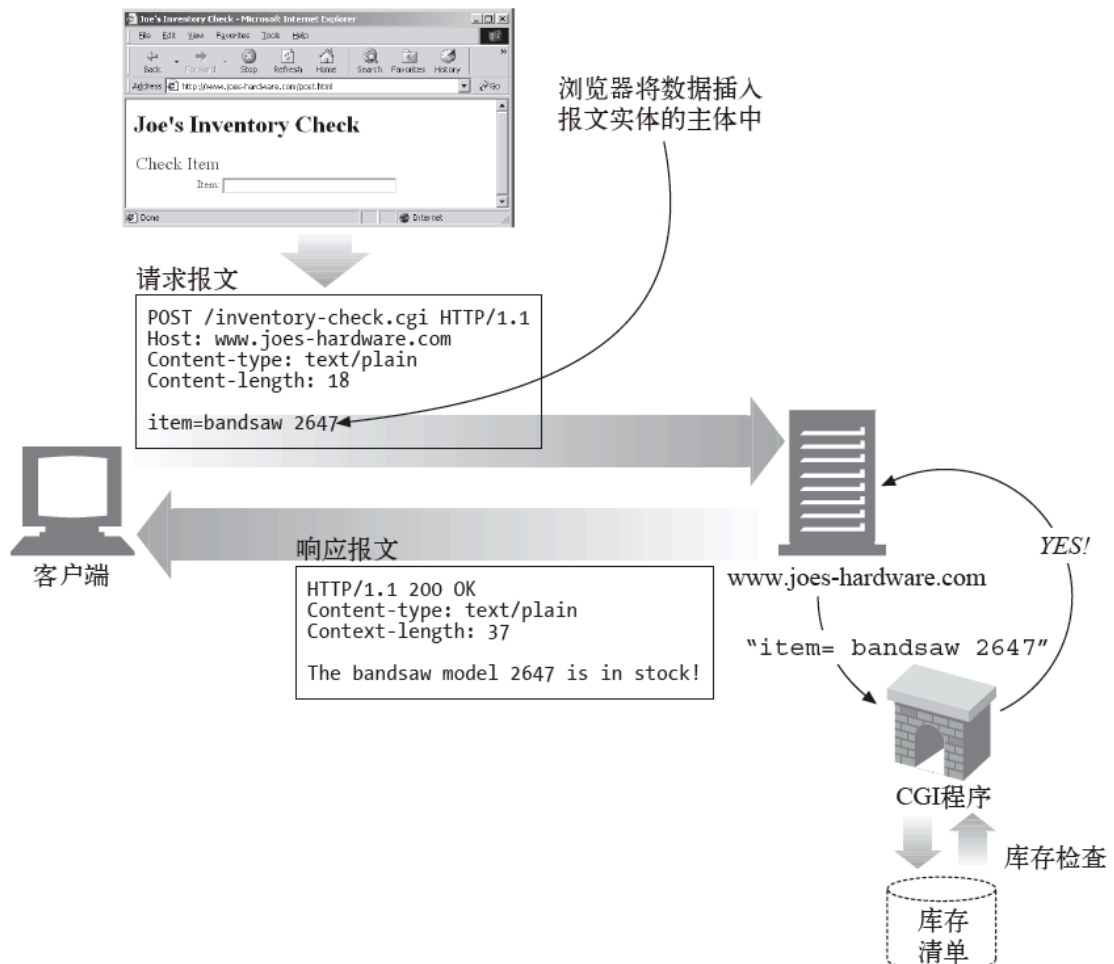 Joe's Inventory Check - Microsoft Internet Explorer
File Edit View Favorites Tools Help
Back Forward Stop Refresh Home Search Favorites History
Address http://www.joes-hardware.com/post.html Go
Joe's Inventory Check
Check Item
Item:
Done Internet
浏览器将数据插入
报文实体的主体中
请求报文
POST /inventory-check.cgi HTTP/1.1
Host: www.joes-hardware.com
Content-type: text/plain
Content-length: 18
item=bandsaw 2647
客户端
响应报文
HTTP/1.1 200 OK
Content-type: text/plain
Context-length: 37
The bandsaw model 2647 is in stock!
www.joes-hardware.com
YES!
“item= bandsaw 2647”
CGI程序
库存检查
库存
清单